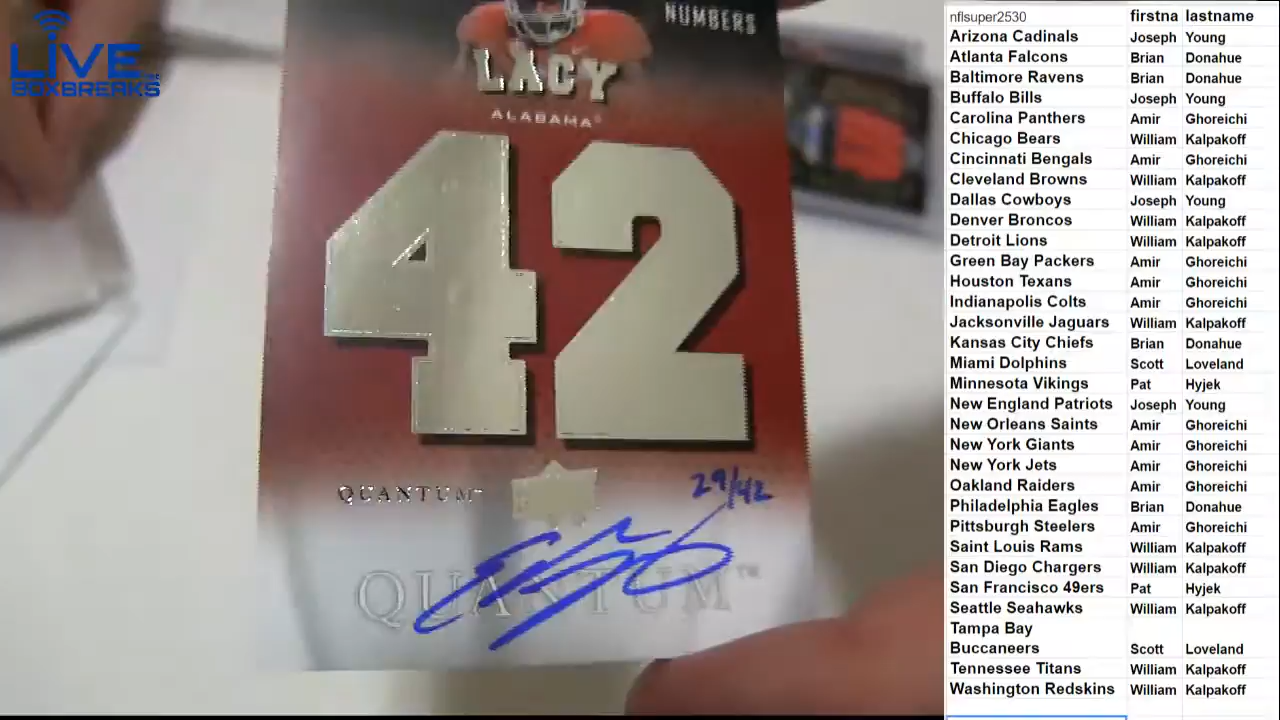 LIVE
BOXBREAKS
NUMBERS
LACY
ALABAMA
42
QUANTUM™
29/42
QUANTUM™
nflsuper2530 firstna lastname
Arizona Cadinals Joseph Young
Atlanta Falcons Brian Donahue
Baltimore Ravens Brian Donahue
Buffalo Bills Joseph Young
Carolina Panthers Amir Ghoreichi
Chicago Bears William Kalpakoff
Cincinnati Bengals Amir Ghoreichi
Cleveland Browns William Kalpakoff
Dallas Cowboys Joseph Young
Denver Broncos William Kalpakoff
Detroit Lions William Kalpakoff
Green Bay Packers Amir Ghoreichi
Houston Texans Amir Ghoreichi
Indianapolis Colts Amir Ghoreichi
Jacksonville Jaguars William Kalpakoff
Kansas City Chiefs Brian Donahue
Miami Dolphins Scott Loveland
Minnesota Vikings Pat Hyjek
New England Patriots Joseph Young
New Orleans Saints Amir Ghoreichi
New York Giants Amir Ghoreichi
New York Jets Amir Ghoreichi
Oakland Raiders Amir Ghoreichi
Philadelphia Eagles Brian Donahue
Pittsburgh Steelers Amir Ghoreichi
Saint Louis Rams William Kalpakoff
San Diego Chargers William Kalpakoff
San Francisco 49ers Pat Hyjek
Seattle Seahawks William Kalpakoff
Tampa Bay
Buccaneers Scott Loveland
Tennessee Titans William Kalpakoff
Washington Redskins William Kalpakoff